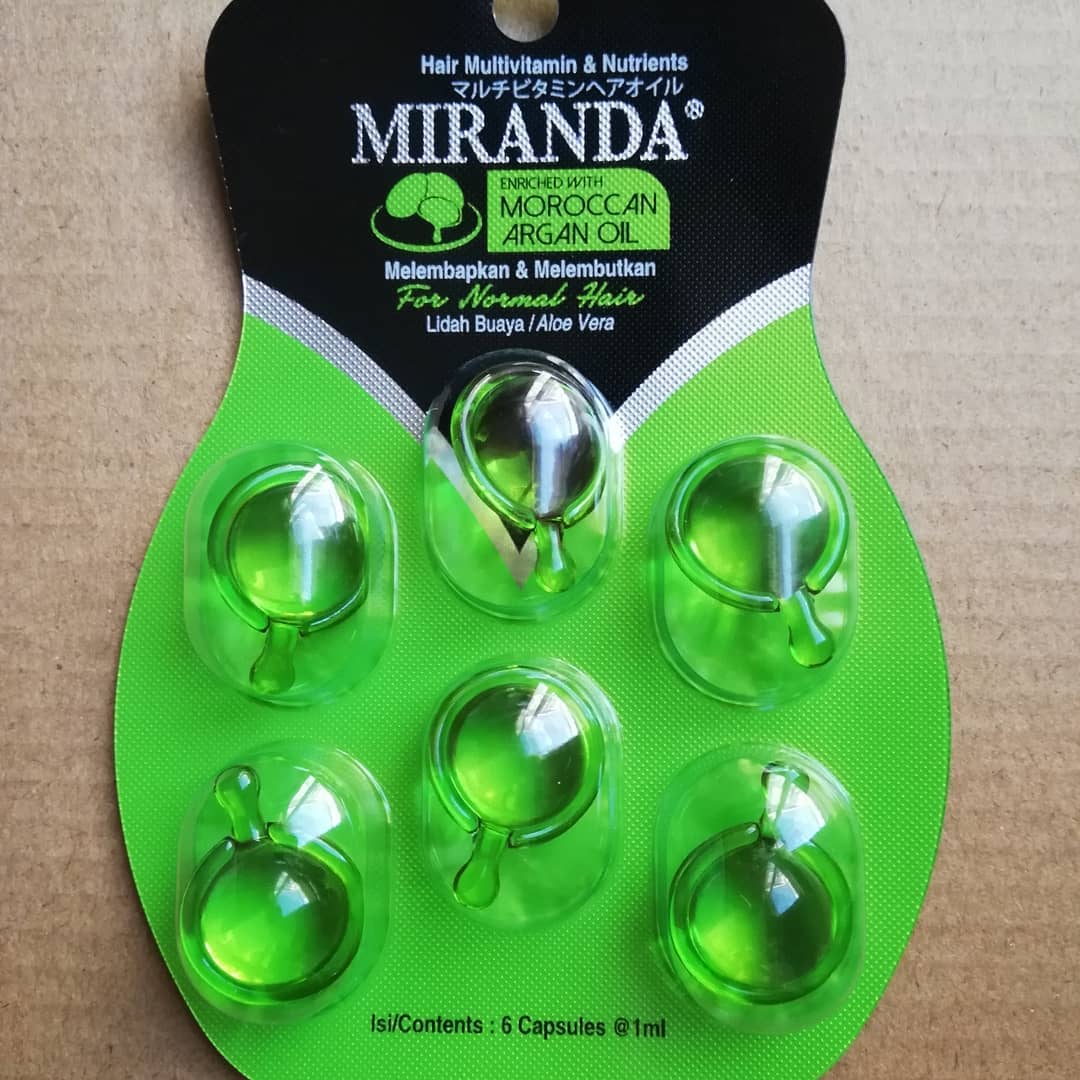 Hair Multivitamin & Nutrients
マルチビタミンヘアオイル
MIRANDA®
ENRICHED WITH
MOROCCAN
ARGAN OIL
Melembapkan & Melembutkan
For Normal Hair
Lidah Buaya / Aloe Vera
Isi/Contents : 6 Capsules @1ml